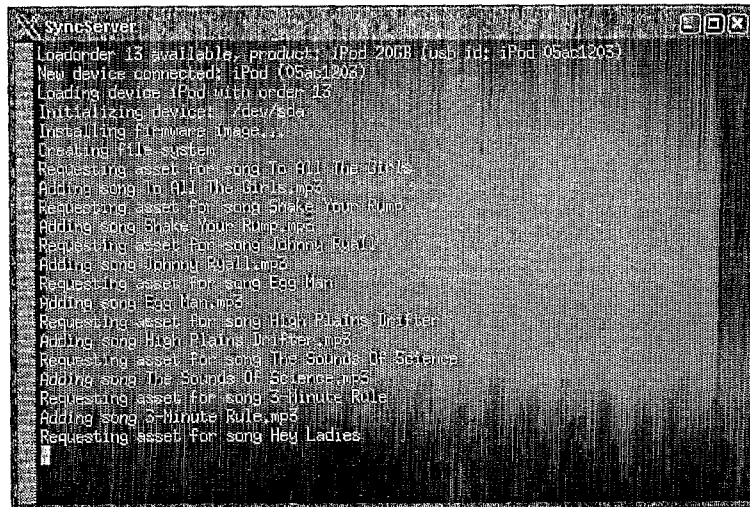 SyncServer
Loadorder 13 available, product: iPod 20GB (usb id: iPod 05ac1203)
New device connected: iPod (05ac1203)
Loading device iPod with order 13
Initializing device: /dev/sda
Installing firmware image...
Creating file system
Requesting asset for song To All The Girls
Adding song To All The Girls.mp3
Requesting asset for song Shake Your Rump
Adding song Shake Your Rump.mp3
Requesting asset for song Johnny Ryall
Adding song Johnny Ryall.mp3
Requesting asset for song Egg Man
Adding song Egg Man.mp3
Requesting asset for song High Plains Drifter
Adding song High Plains Drifter.mp3
Requesting asset for song The Sounds Of Science
Adding song The Sounds Of Science.mp3
Requesting asset for song 3-Minute Rule
Adding song 3-Minute Rule.mp3
Requesting asset for song Hey Ladies